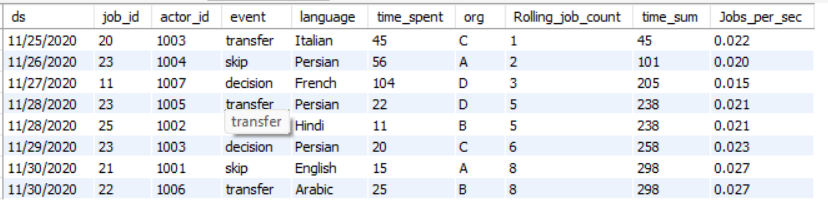 ds job_id actor_id event language time_spent org Rolling_job_count time_sum Jobs_per_sec
11/25/2020 20 1003 transfer Italian 45 C 1 45 0.022
11/26/2020 23 1004 skip Persian 56 A 2 101 0.020
11/27/2020 11 1007 decision French 104 D 3 205 0.015
11/28/2020 23 1005 transfer Persian 22 D 5 238 0.021
11/28/2020 25 1002 transfer Hindi 11 B 5 238 0.021
11/29/2020 23 1003 decision Persian 20 C 6 258 0.023
11/30/2020 21 1001 skip English 15 A 8 298 0.027
11/30/2020 22 1006 transfer Arabic 25 B 8 298 0.027